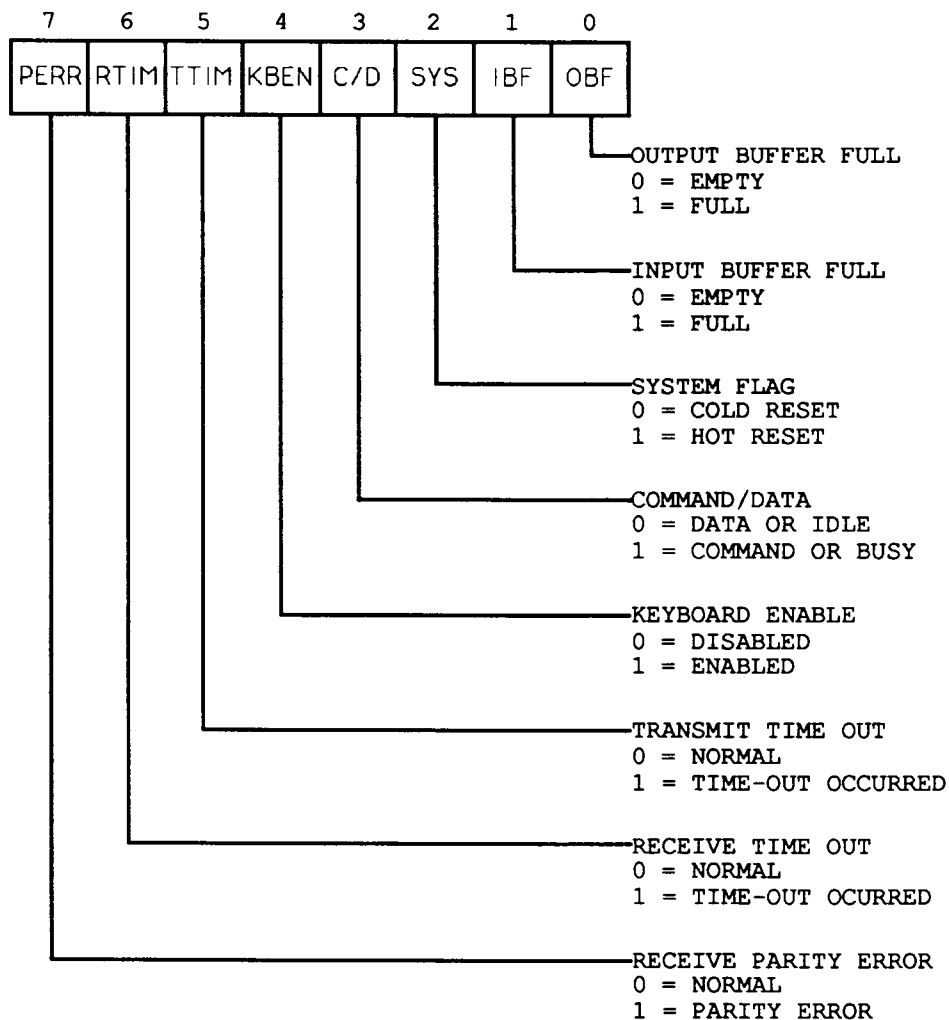 7 6 5 4 3 2 1 0
PERR RTIM TTIM KBEN C/D SYS IBF OBF
OUTPUT BUFFER FULL
0 = EMPTY
1 = FULL
INPUT BUFFER FULL
0 = EMPTY
1 = FULL
SYSTEM FLAG
0 = COLD RESET
1 = HOT RESET
COMMAND/DATA
0 = DATA OR IDLE
1 = COMMAND OR BUSY
KEYBOARD ENABLE
0 = DISABLED
1 = ENABLED
TRANSMIT TIME OUT
0 = NORMAL
1 = TIME-OUT OCCURRED
RECEIVE TIME OUT
0 = NORMAL
1 = TIME-OUT OCURRED
RECEIVE PARITY ERROR
0 = NORMAL
1 = PARITY ERROR